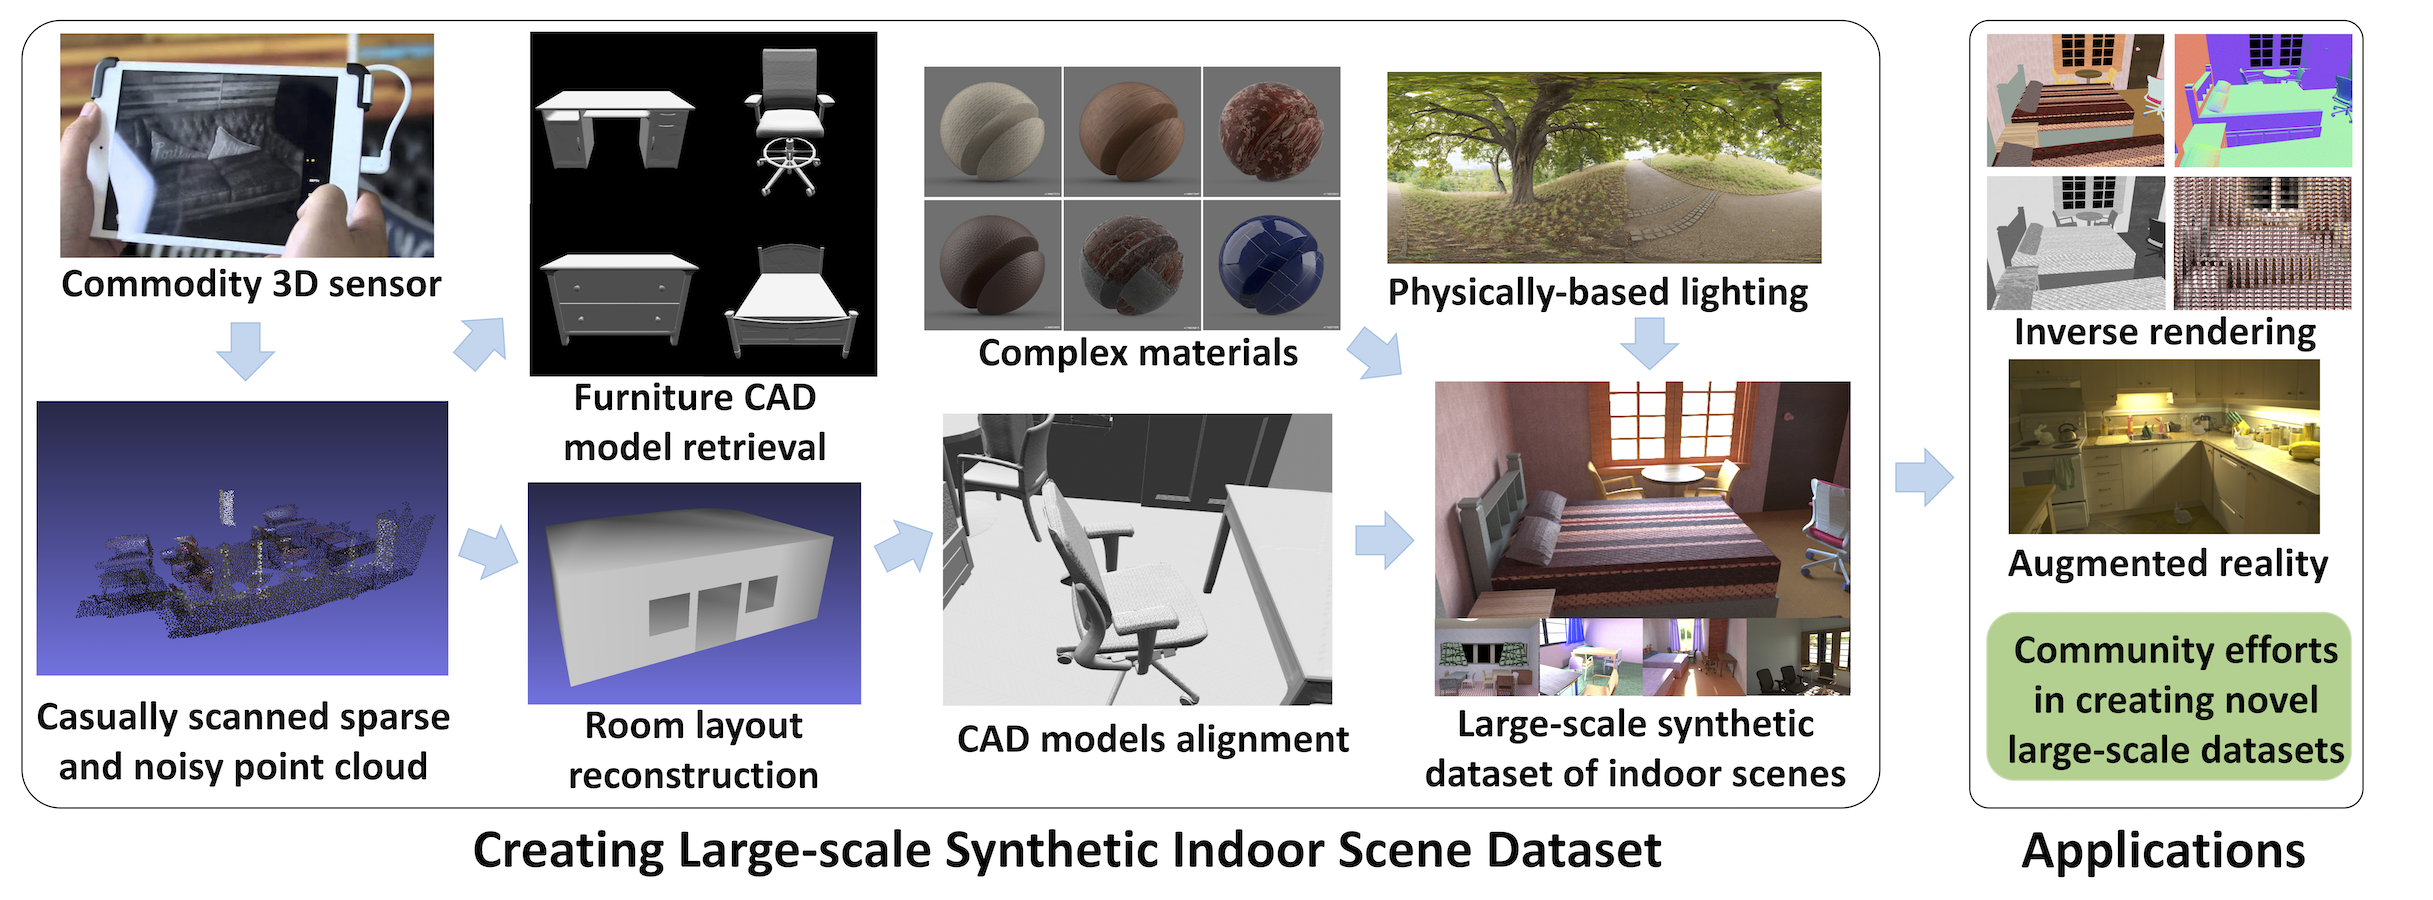 Commodity 3D sensor
Casually scanned sparse
and noisy point cloud
Furniture CAD
model retrieval
Room layout
reconstruction
Complex materials
CAD models alignment
Physically-based lighting
Large-scale synthetic
dataset of indoor scenes
Creating Large-scale Synthetic Indoor Scene Dataset
Inverse rendering
Augmented reality
Community efforts
in creating novel
large-scale datasets
Applications